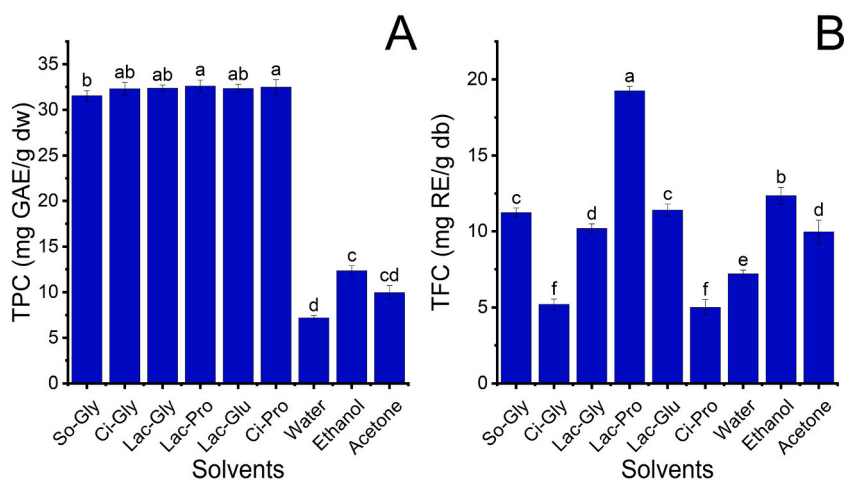 A
TPC (mg GAE/g dw)
35
30
25
20
15
10
5
0
b ab ab a ab a d c cd
So-Gly Ci-Gly Lac-Gly Lac-Pro Lac-Glu Ci-Pro Water Ethanol Acetone
Solvents
B
TFC (mg RE/g db)
20
15
10
5
0
c f d a c f e b d
So-Gly Ci-Gly Lac-Gly Lac-Pro Lac-Glu Ci-Pro Water Ethanol Acetone
Solvents